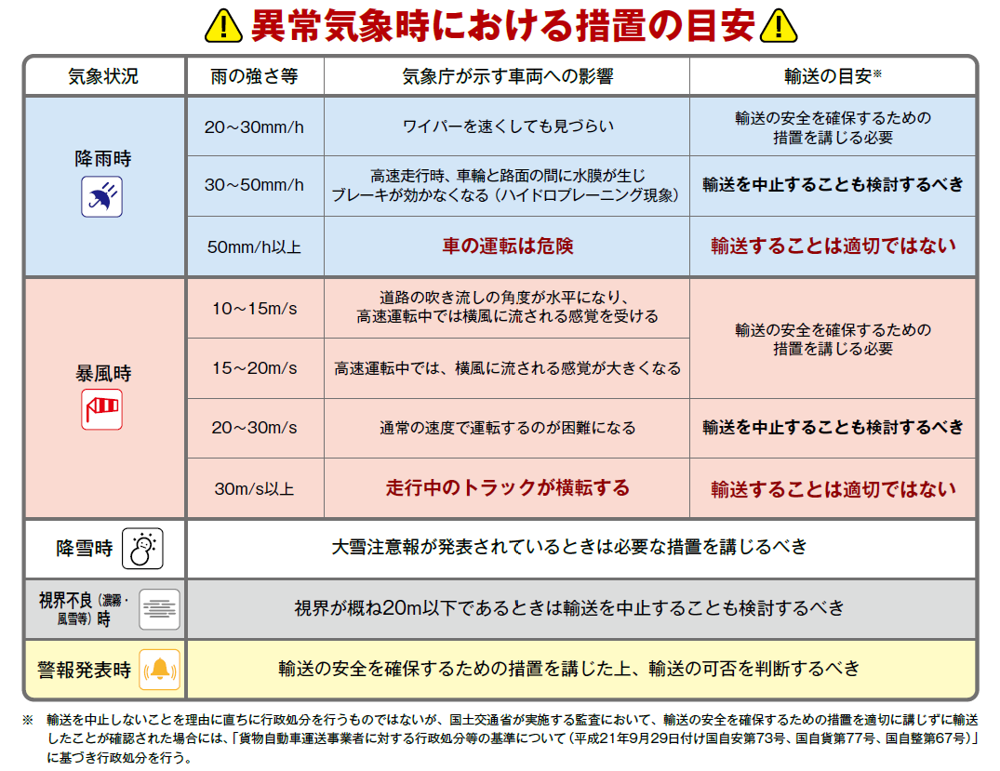 異常気象時における措置の目安
気象状況
雨の強さ等
気象庁が示す車両への影響
輸送の目安※
降雨時
20～30mm/h
ワイパーを速くしても見づらい
輸送の安全を確保するための
措置を講じる必要
30～50mm/h
高速走行時、車輪と路面の間に水膜が生じ
ブレーキが効かなくなる（ハイドロプレーニング現象）
輸送を中止することも検討するべき
50mm/h以上
車の運転は危険
輸送することは適切ではない
暴風時
10～15m/s
道路の吹き流しの角度が水平になり、
高速運転中では横風に流される感覚を受ける
輸送の安全を確保するための
措置を講じる必要
15～20m/s
高速運転中では、横風に流される感覚が大きくなる
20～30m/s
通常の速度で運転するのが困難になる
輸送を中止することも検討するべき
30m/s以上
走行中のトラックが横転する
輸送することは適切ではない
降雪時
大雪注意報が発表されているときは必要な措置を講じるべき
視界不良（濃霧・
風雪等）時
視界が概ね20m以下であるときは輸送を中止することも検討するべき
警報発表時
輸送の安全を確保するための措置を講じた上、輸送の可否を判断するべき
※ 輸送を中止しないことを理由に直ちに行政処分を行うものではないが、国土交通省が実施する監査において、輸送の安全を確保するための措置を適切に講じずに輸送
したことが確認された場合には、「貨物自動車運送事業者に対する行政処分等の基準について（平成21年9月29日付け国自安第73号、国自貨第77号、国自整第67号）」
に基づき行政処分を行う。